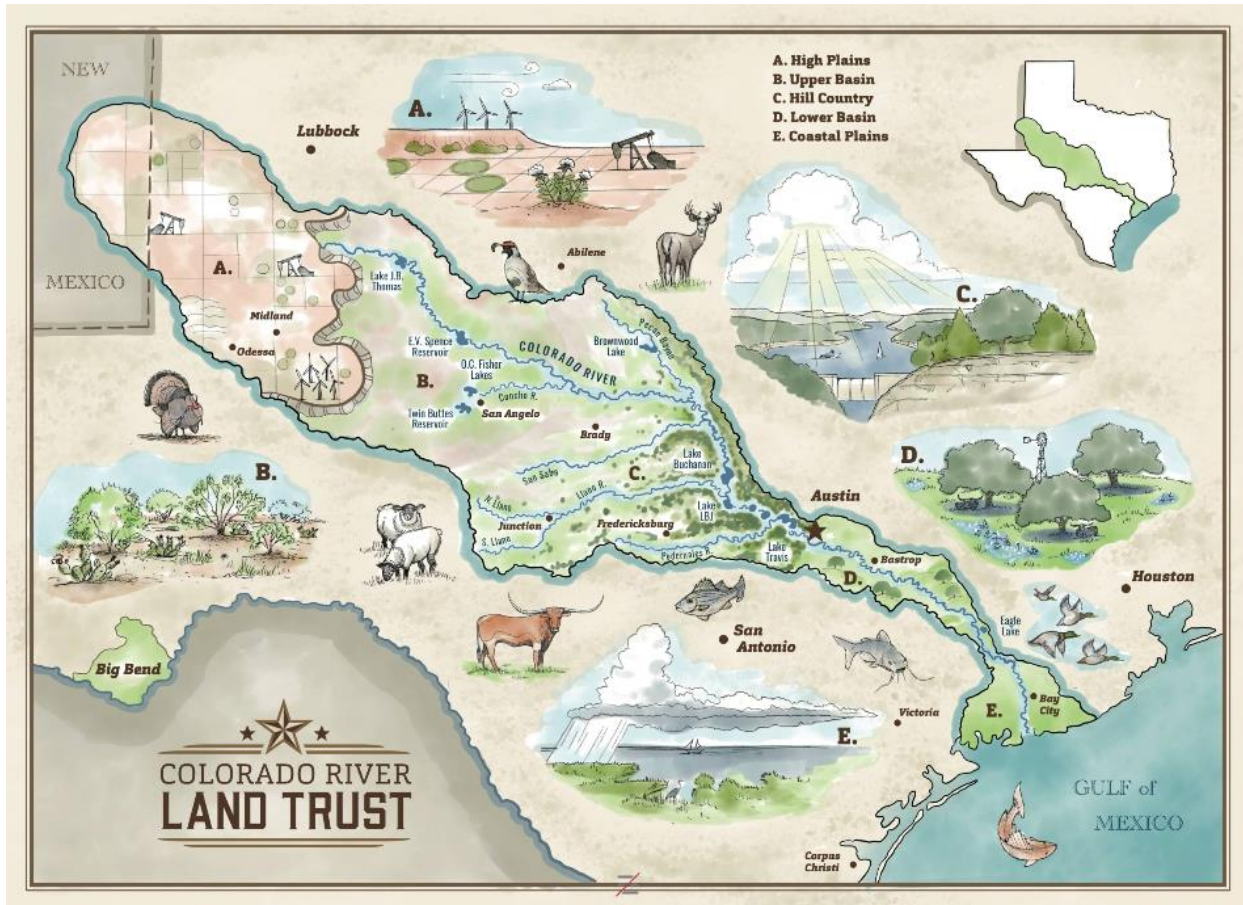 NEW
MEXICO
Lubbock
A.
A. High Plains
B. Upper Basin
C. Hill Country
D. Lower Basin
E. Coastal Plains
Abilene
A.
Midland
Odessa
Lake J.B.
Thomas
E.V. Spence
Reservoir
COLORADO RIVER
O.C. Fisher
Lakes
B.
Concho R.
San Angelo
Twin Buttes
Reservoir
Brownwood
Lake
Pecan Bayou
Brady
San Saba
C.
Lake
Buchanan
N. Llano
Llano R.
Junction
S. Llano
Fredericksburg
Lake
LBJ
Pedernales R.
Lake
Travis
Austin
Bastrop
D.
Eagle
Lake
Houston
C.
D.
B.
Big Bend
San
Antonio
Victoria
E.
Bay
City
E.
GULF of
MEXICO
Corpus
Christi
COLORADO RIVER
LAND TRUST